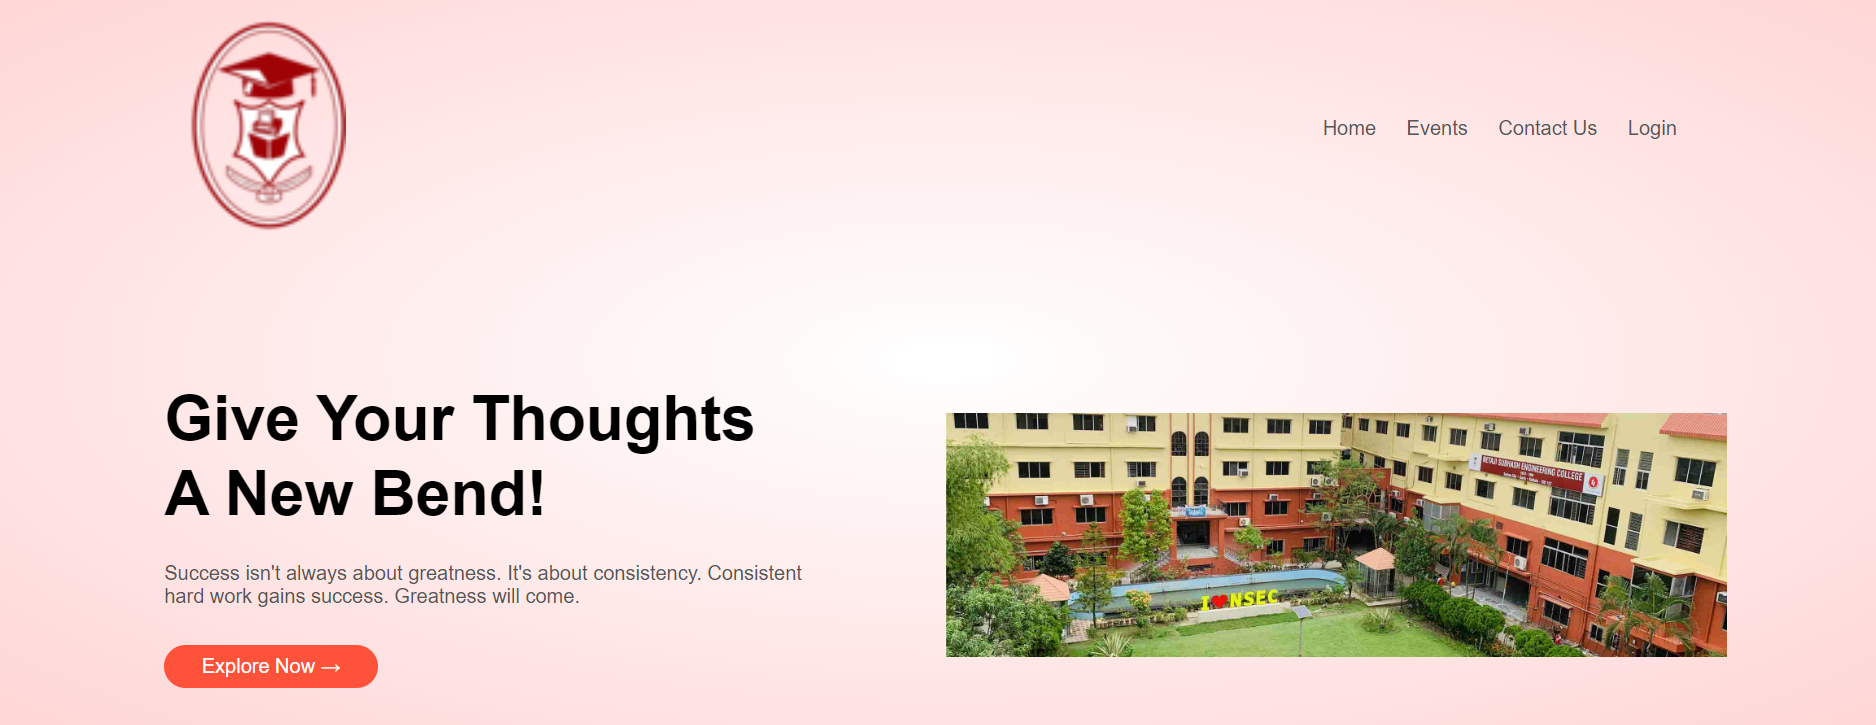 Home Events Contact Us Login
Give Your Thoughts
A New Bend!
Success isn't always about greatness. It's about consistency. Consistent
hard work gains success. Greatness will come.
Explore Now →
NETAJI SUBHASH ENGINEERING COLLEGE
I ❤ NSEC